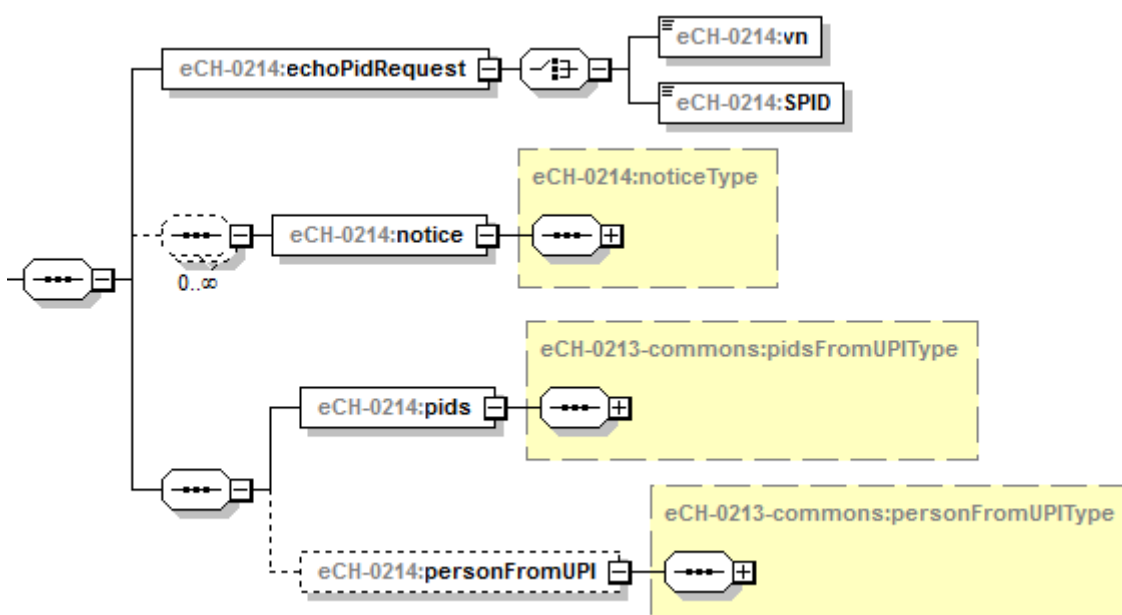 eCH-0214:vn
eCH-0214:echoPidRequest
eCH-0214:SPID
eCH-0214:noticeType
eCH-0214:notice
0..∞
eCH-0213-commons:pidsFromUPIType
eCH-0214:pids
eCH-0213-commons:personFromUPIType
eCH-0214:personFromUPI